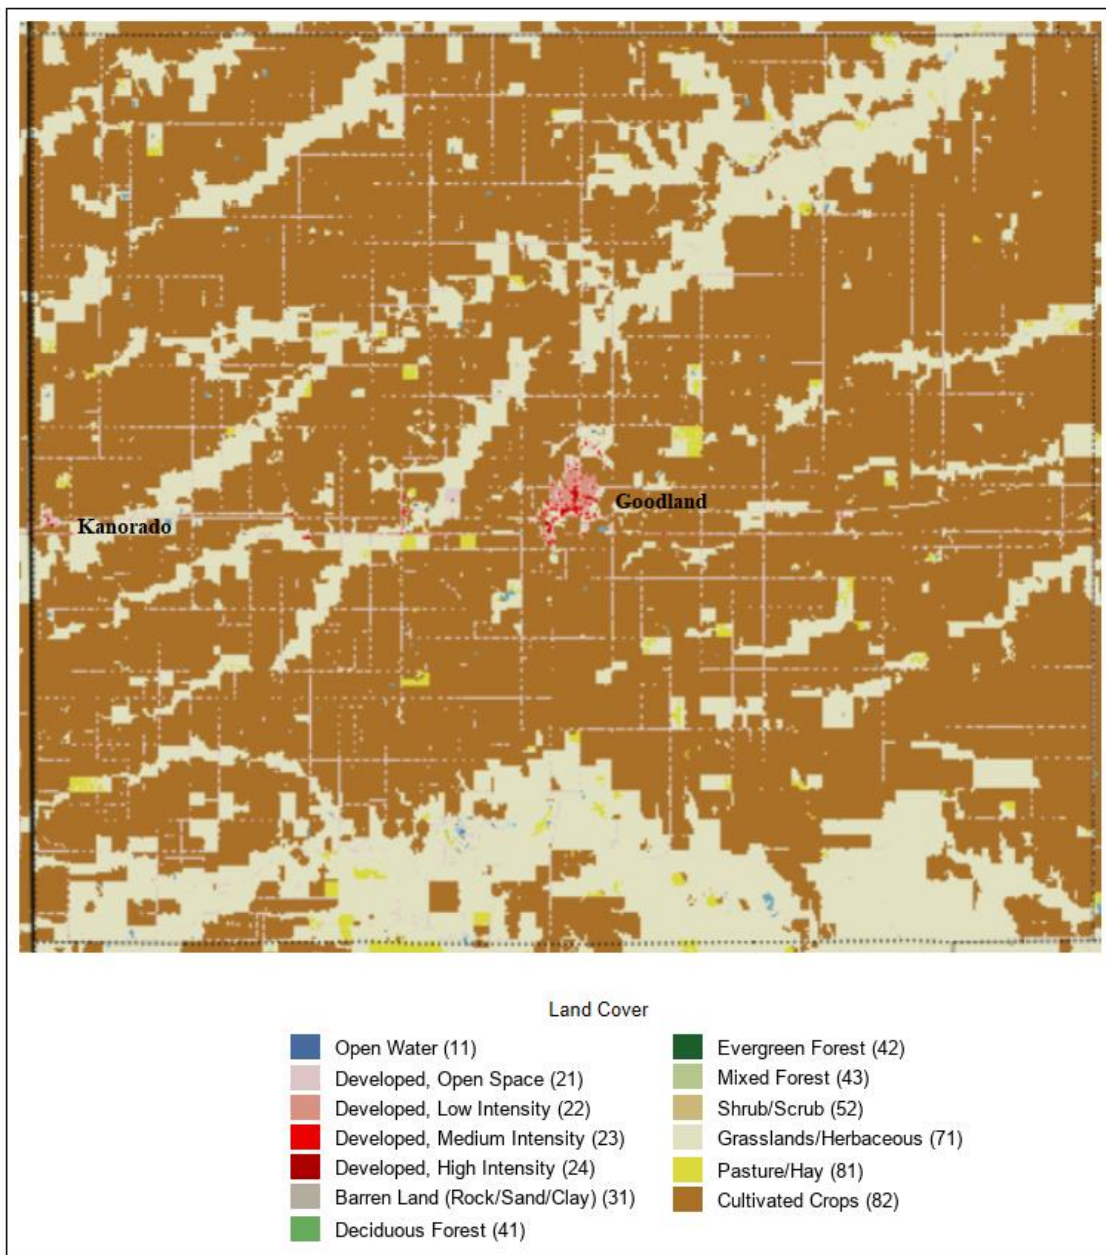 Goodland
Kanorado
Land Cover
Open Water (11)
Developed, Open Space (21)
Developed, Low Intensity (22)
Developed, Medium Intensity (23)
Developed, High Intensity (24)
Barren Land (Rock/Sand/Clay) (31)
Deciduous Forest (41)
Evergreen Forest (42)
Mixed Forest (43)
Shrub/Scrub (52)
Grasslands/Herbaceous (71)
Pasture/Hay (81)
Cultivated Crops (82)